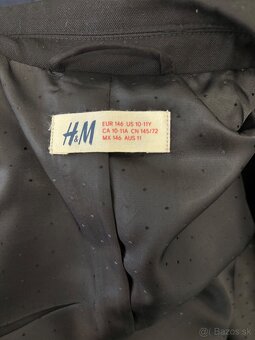 H&M
EUR 146 US 10-11Y
CA 10-11A CN 145/72
MX 146 AUS 11
Bazos.sk